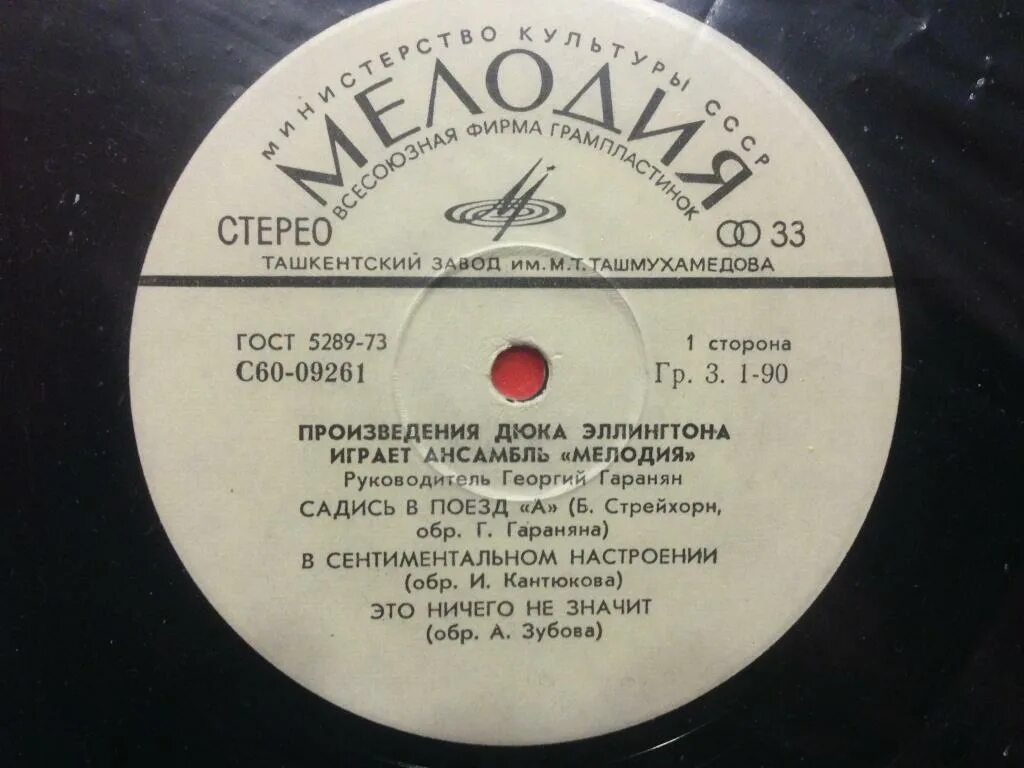 МИНИСТЕРСТВО КУЛЬТУРЫ СССР
МЕЛОДИЯ
ВСЕСОЮЗНАЯ ФИРМА ГРАМПЛАСТИНОК
СТЕРЕО 33
ТАШКЕНТСКИЙ ЗАВОД ИМ. М.Т. ТАШМУХАМЕДОВА
ГОСТ 5289-73 1 сторона
С60-09261 Гр. 3. 1-90
ПРОИЗВЕДЕНИЯ ДЮКА ЭЛЛИНГТОНА
ИГРАЕТ АНСАМБЛЬ «МЕЛОДИЯ»
Руководитель Георгий Гаранян
САДИСЬ В ПОЕЗД «А» (Б. Стрейхорн,
обр. Г. Гараняна)
В СЕНТИМЕНТАЛЬНОМ НАСТРОЕНИИ
(обр. И. Кантюкова)
ЭТО НИЧЕГО НЕ ЗНАЧИТ
(обр. А. Зубова)